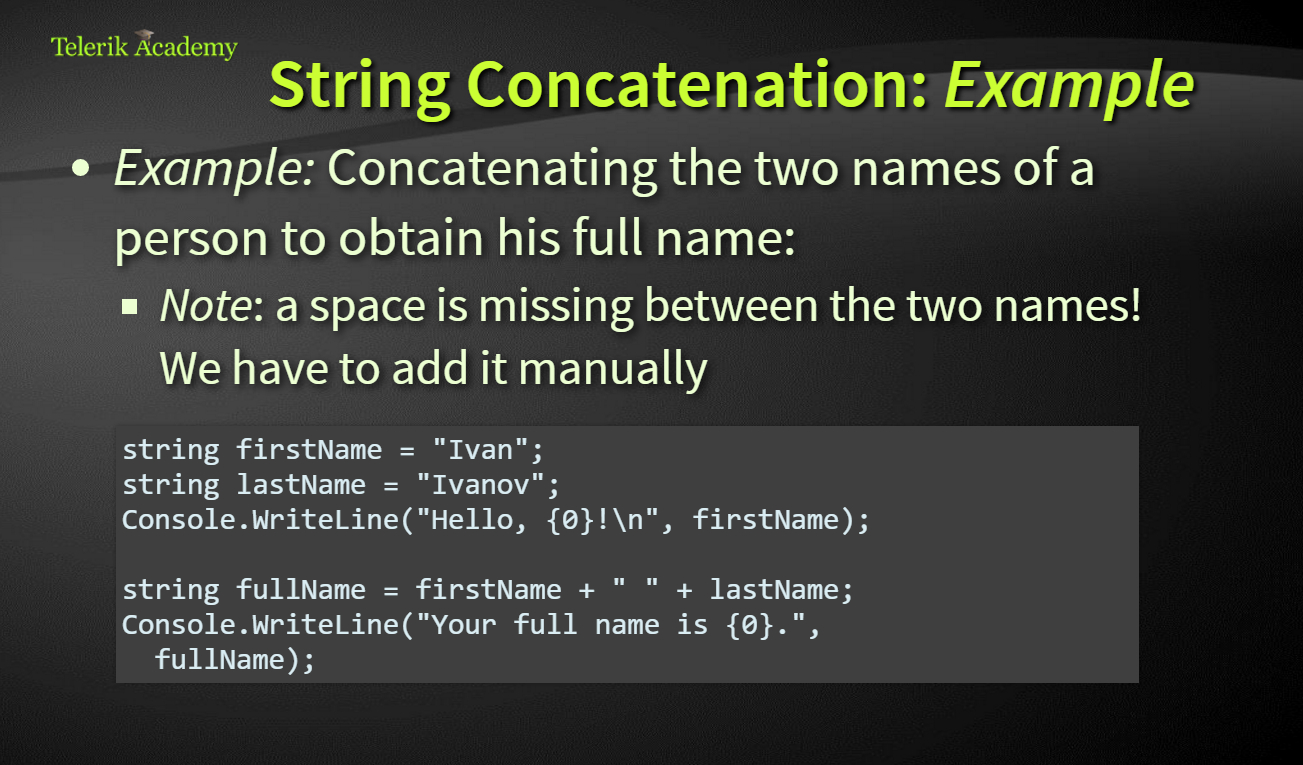 Telerik Academy
String Concatenation: Example
• Example: Concatenating the two names of a
person to obtain his full name:
▪ Note: a space is missing between the two names!
We have to add it manually
string firstName = "Ivan";
string lastName = "Ivanov";
Console.WriteLine("Hello, {0}!\n", firstName);
string fullName = firstName + " " + lastName;
Console.WriteLine("Your full name is {0}.",
  fullName);